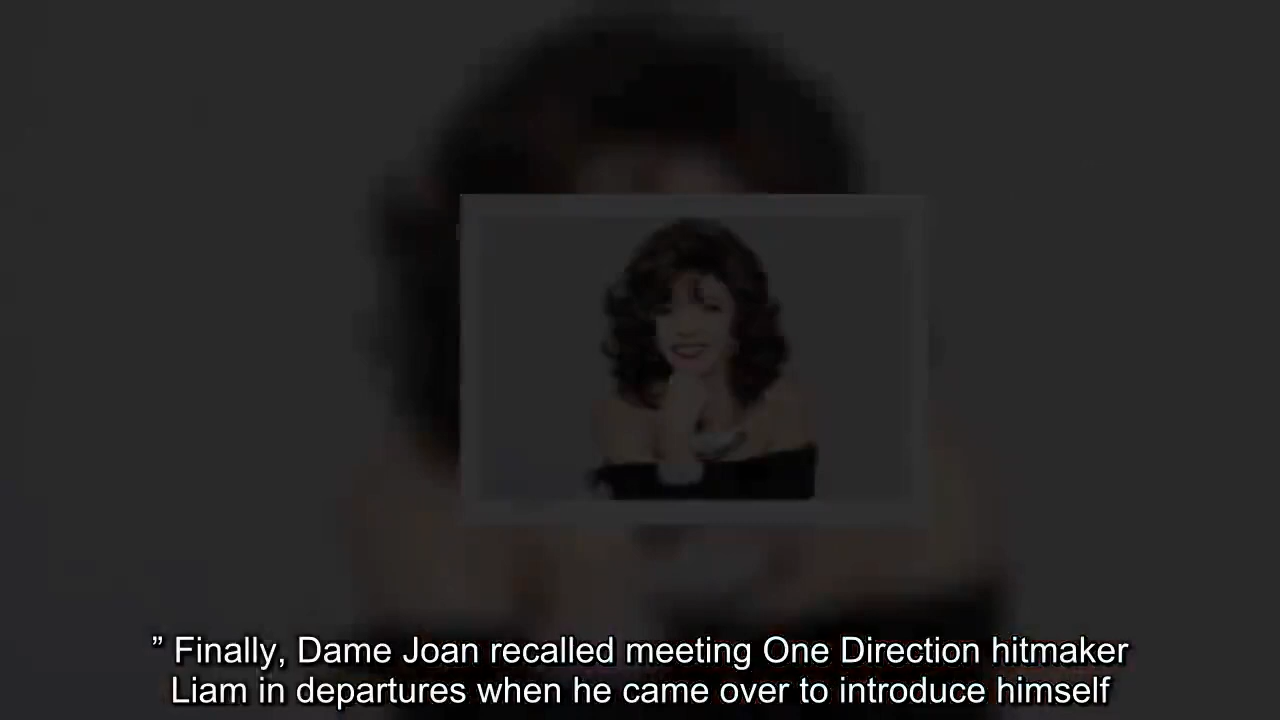 ” Finally, Dame Joan recalled meeting One Direction hitmaker
Liam in departures when he came over to introduce himself